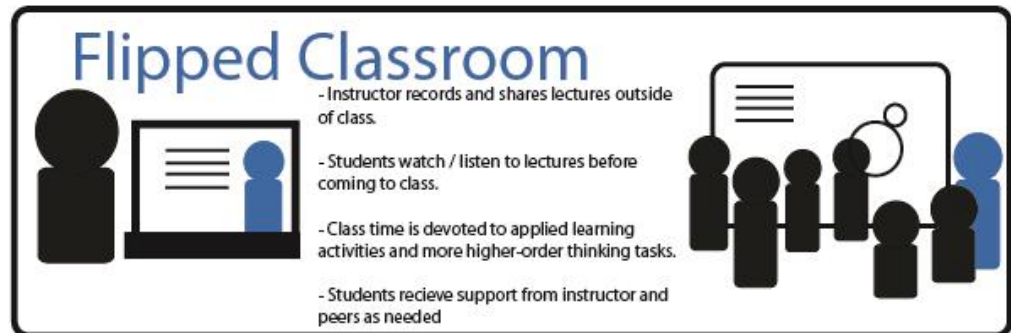 Flipped Classroom
- Instructor records and shares lectures outside
of class.
- Students watch / listen to lectures before
coming to class.
- Class time is devoted to applied learning
activities and more higher-order thinking tasks.
- Students recieve support from instructor and
peers as needed